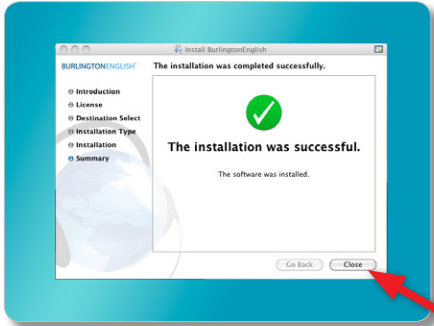 Install BurlingtonEnglish
BURLINGTONENGLISH
The installation was completed successfully.
Introduction
License
Destination Select
Installation Type
Installation
Summary
The installation was successful.
The software was installed.
Go Back
Close